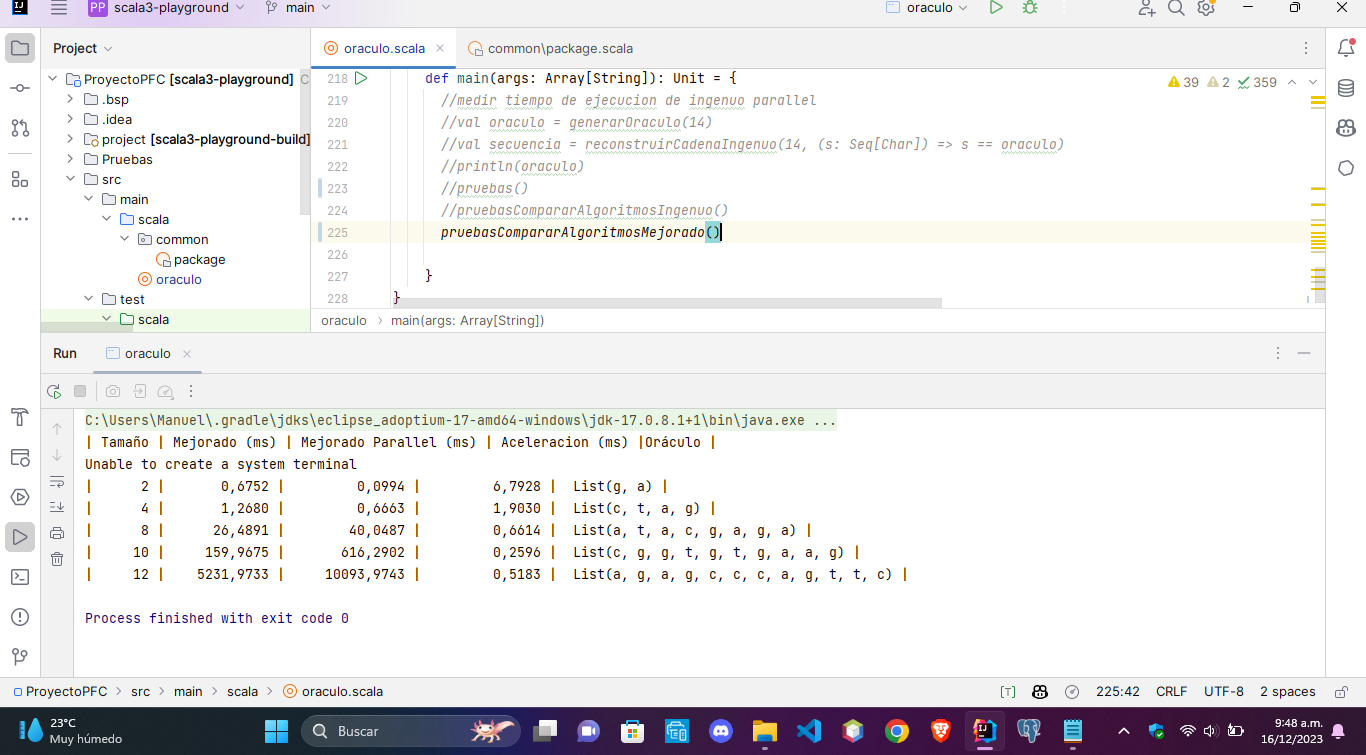 PP scala3-playground main oraculo
Project
oraculo.scala
common\package.scala
ProyectoPFC [scala3-playground] C
.bsp
.idea
project [scala3-playground-build]
Pruebas
src
main
scala
common
package
oraculo
test
scala
39 2 359
218 def main(args: Array[String]): Unit = {
219 //medir tiempo de ejecucion de ingenuo parallel
220 //val oraculo = generarOraculo(14)
221 //val secuencia = reconstruirCadenaIngenuo(14, (s: Seq[Char]) => s == oraculo)
222 //println(oraculo)
223 //pruebas()
224 //pruebasCompararAlgoritmosIngenuo()
225 pruebasCompararAlgoritmosMejorado()
226
227 }
228 }
oraculo > main(args: Array[String])
Run oraculo
C:\Users\Manuel\.gradle\jdks\eclipse_adoptium-17-amd64-windows\jdk-17.0.8.1+1\bin\java.exe ...
| Tamaño | Mejorado (ms) | Mejorado Parallel (ms) | Aceleracion (ms) |Oráculo |
Unable to create a system terminal
| 2 | 0,6752 | 0,0994 | 6,7928 | List(g, a) |
| 4 | 1,2680 | 0,6663 | 1,9030 | List(c, t, a, g) |
| 8 | 26,4891 | 40,0487 | 0,6614 | List(a, t, a, c, g, a, g, a) |
| 10 | 159,9675 | 616,2902 | 0,2596 | List(c, g, g, t, g, t, g, a, a, g) |
| 12 | 5231,9733 | 10093,9743 | 0,5183 | List(a, g, a, g, c, c, c, a, g, t, t, c) |
Process finished with exit code 0
ProyectoPFC > src > main > scala > oraculo.scala
225:42 CRLF UTF-8 2 spaces
23°C
Muy húmedo
Buscar
9:48 a.m.
16/12/2023